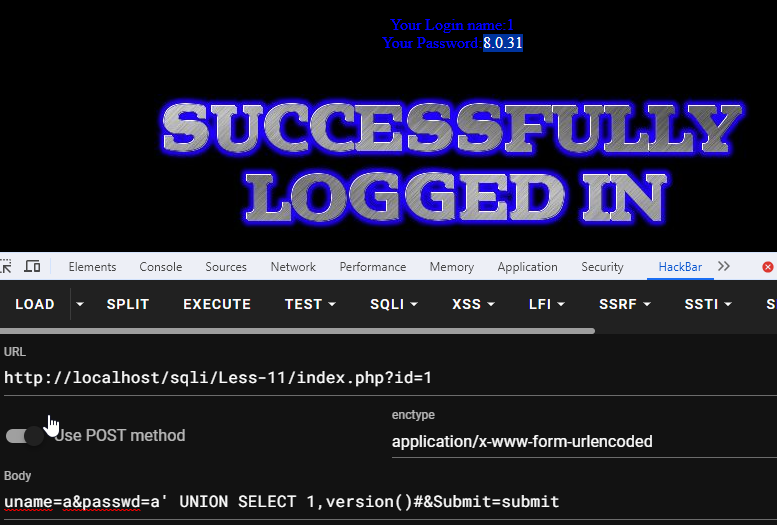 Your Login name 1
Your Password 8.0.31
SUCCESSFULLY
LOGGED IN
Elements Console Sources Network Performance Memory Application Security HackBar
LOAD SPLIT EXECUTE TEST SQLI XSS LFI SSRF SSTI
URL
http://localhost/sqli/Less-11/index.php?id=1
Use POST method
enctype
application/x-www-form-urlencoded
Body
uname=a&passwd=a' UNION SELECT 1,version()#&Submit=submit